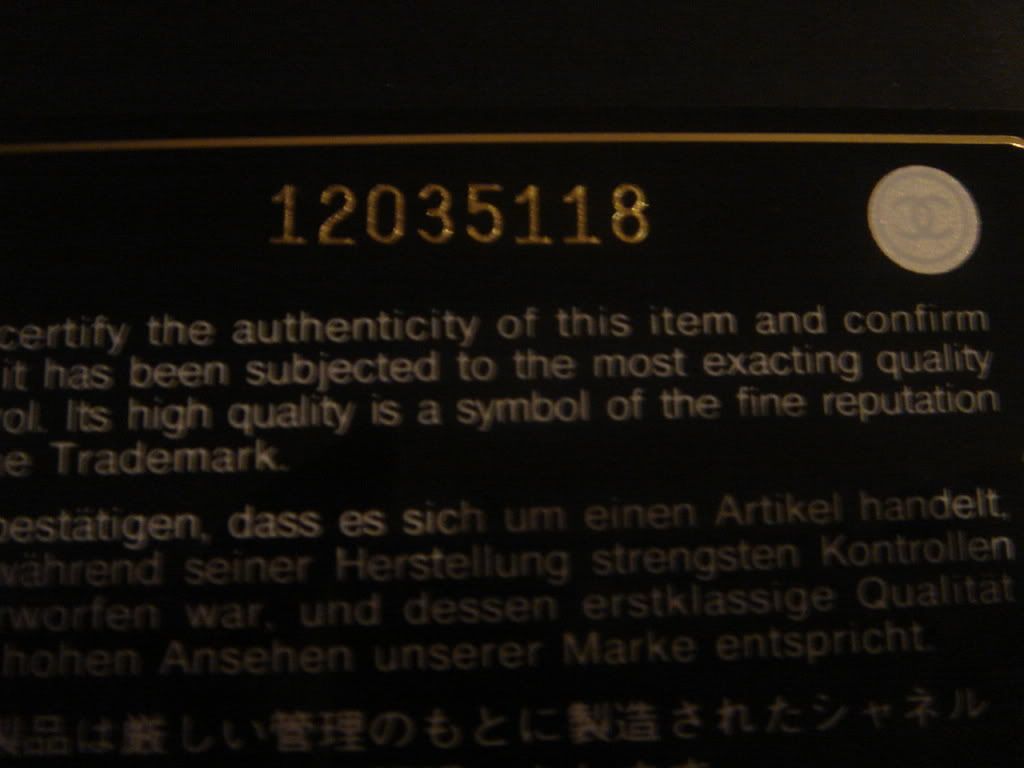 12035118
certify the authenticity of this item and confirm
it has been subjected to the most exacting quality
rol. Its high quality is a symbol of the fine reputation
e Trademark.
bestätigen, dass es sich um einen Artikel handelt,
während seiner Herstellung strengsten Kontrollen
rworfen war, und dessen erstklassige Qualität
hohen Ansehen unserer Marke entspricht.
製品は厳しい管理のもとに製造されたシャネル